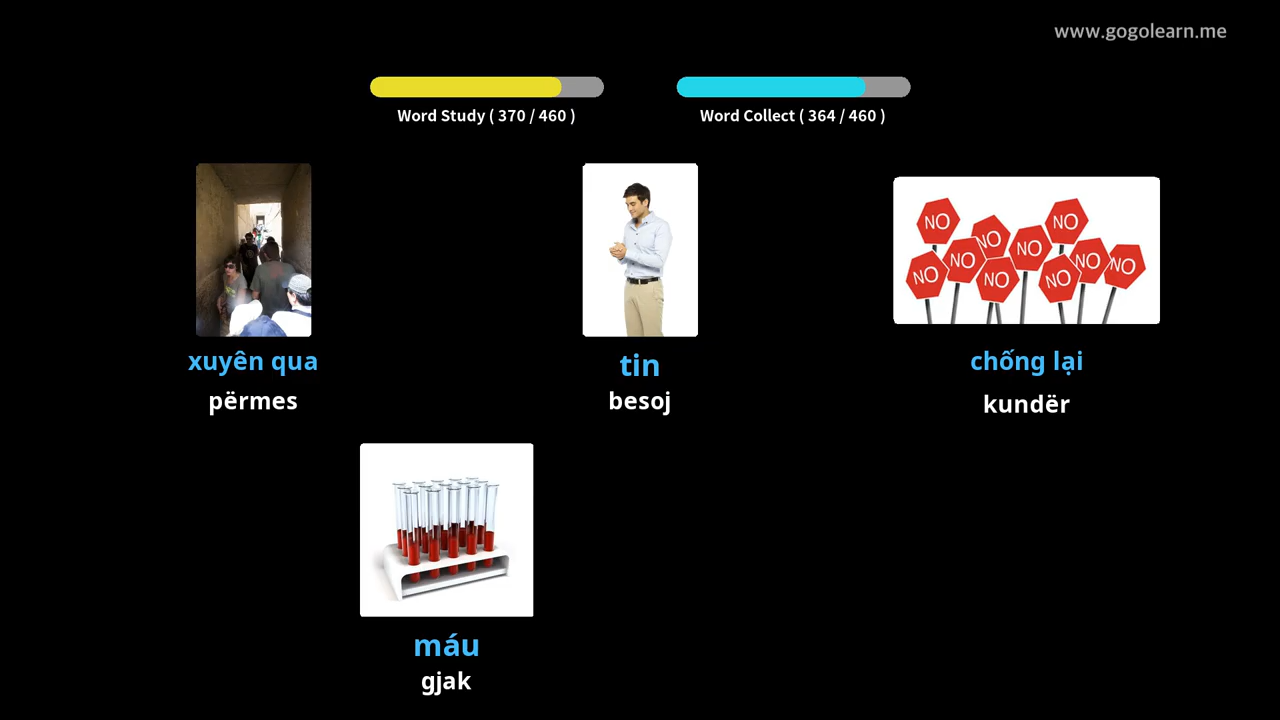 www.gogolearn.me
Word Study ( 370 / 460 )
Word Collect ( 364 / 460 )
NO
NO
NO
NO
NO
NO
NO
NO
NO
NO
xuyên qua
tin
chống lại
përmes
besoj
kundër
máu
gjak